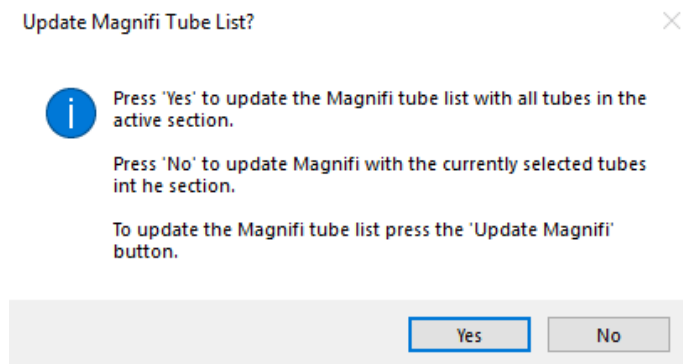 Update Magnifi Tube List?
Press 'Yes' to update the Magnifi tube list with all tubes in the
active section.
Press 'No' to update Magnifi with the currently selected tubes
int he section.
To update the Magnifi tube list press the 'Update Magnifi'
button.
Yes
No